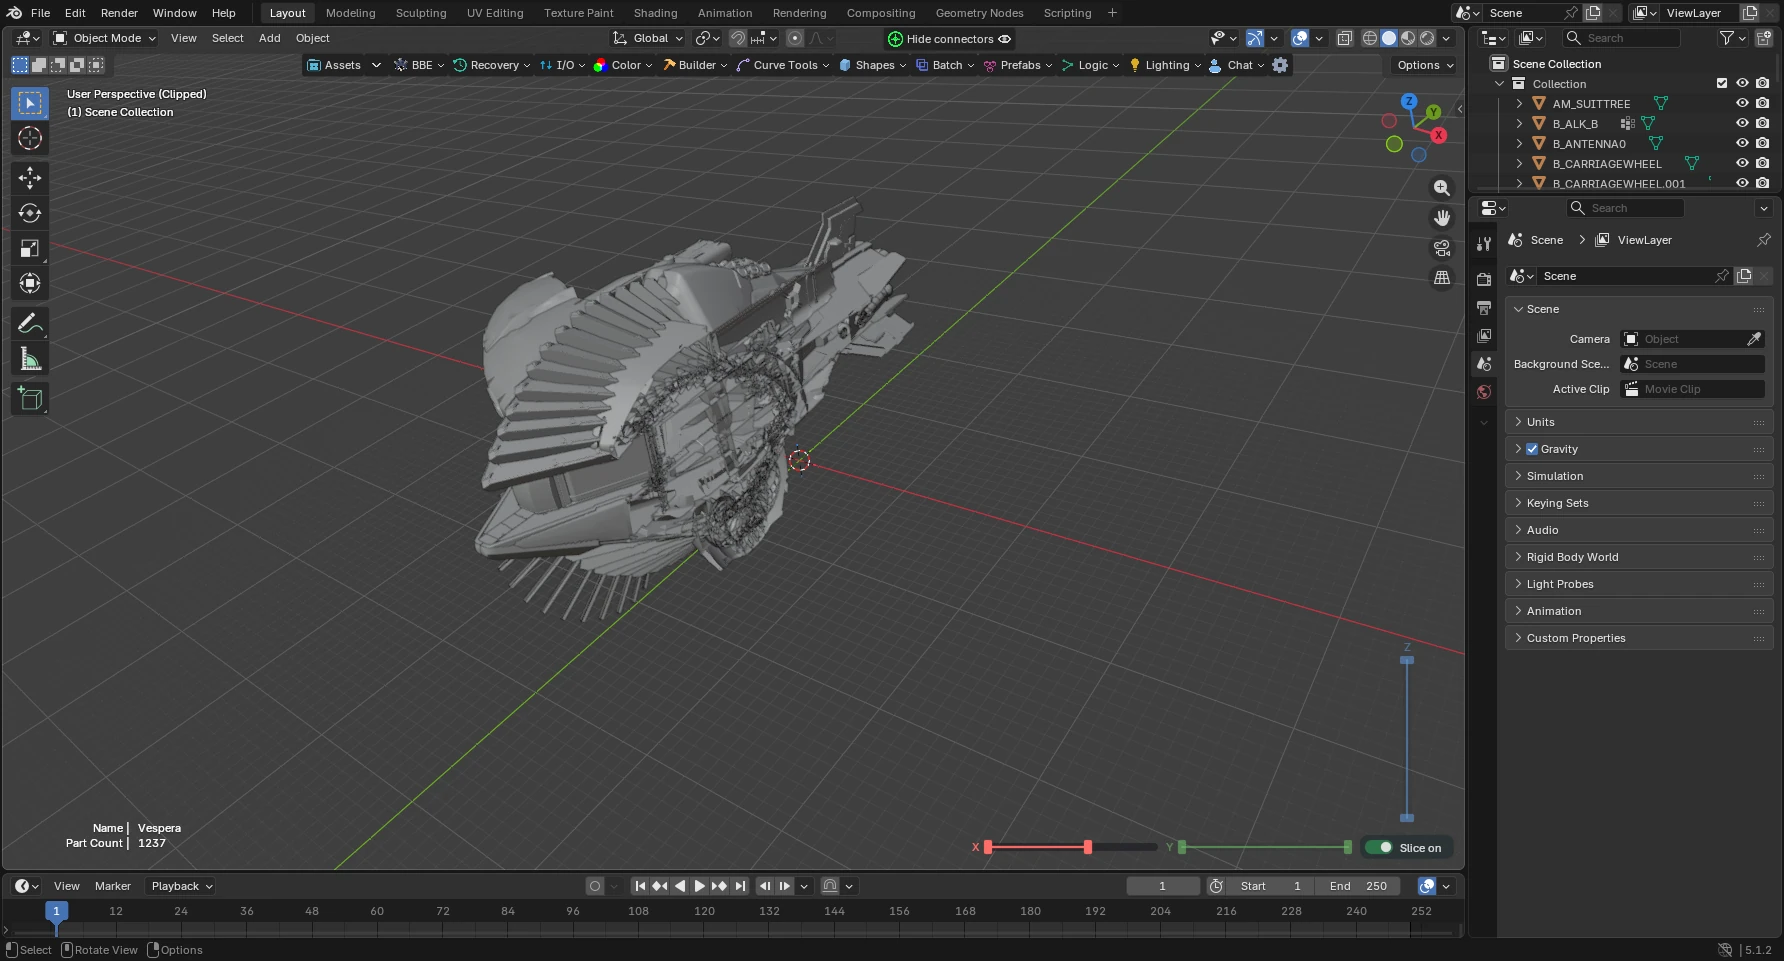 File Edit Render Window Help Layout Modeling Sculpting UV Editing Texture Paint Shading Animation Rendering Compositing Geometry Nodes Scripting + Scene ViewLayer
Object Mode View Select Add Object Global Hide connectors Search
Assets BBE Recovery I/O Color Builder Curve Tools Shapes Batch Prefabs Logic Lighting Chat Options
Scene Collection
Collection
AM_SUITTREE
B_ALK_B
B_ANTENNA0
B_CARRIAGEWHEEL
B_CARRIAGEWHEEL.001
User Perspective (Clipped)
(1) Scene Collection
Z
Y
X
Search
Scene > ViewLayer
Scene
Scene
Camera Object
Background Sce... Scene
Active Clip Movie Clip
Units
Gravity
Simulation
Keying Sets
Audio
Rigid Body World
Light Probes
Animation
Custom Properties
Z
Name | Vespera
Part Count | 1237
X Y Slice on
View Marker Playback 1 Start 1 End 250
1 12 24 36 48 60 72 84 96 108 120 132 144 156 168 180 192 204 216 228 240 252
Select Rotate View Options 5.1.2